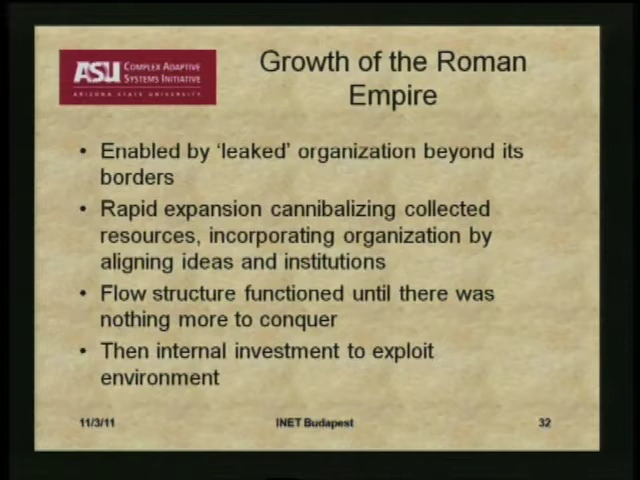 ASU COMPLEX ADAPTIVE
SYSTEMS INITIATIVE
ARIZONA STATE UNIVERSITY
Growth of the Roman
Empire
• Enabled by ‘leaked’ organization beyond its
borders
• Rapid expansion cannibalizing collected
resources, incorporating organization by
aligning ideas and institutions
• Flow structure functioned until there was
nothing more to conquer
• Then internal investment to exploit
environment
11/3/11 INET Budapest 32